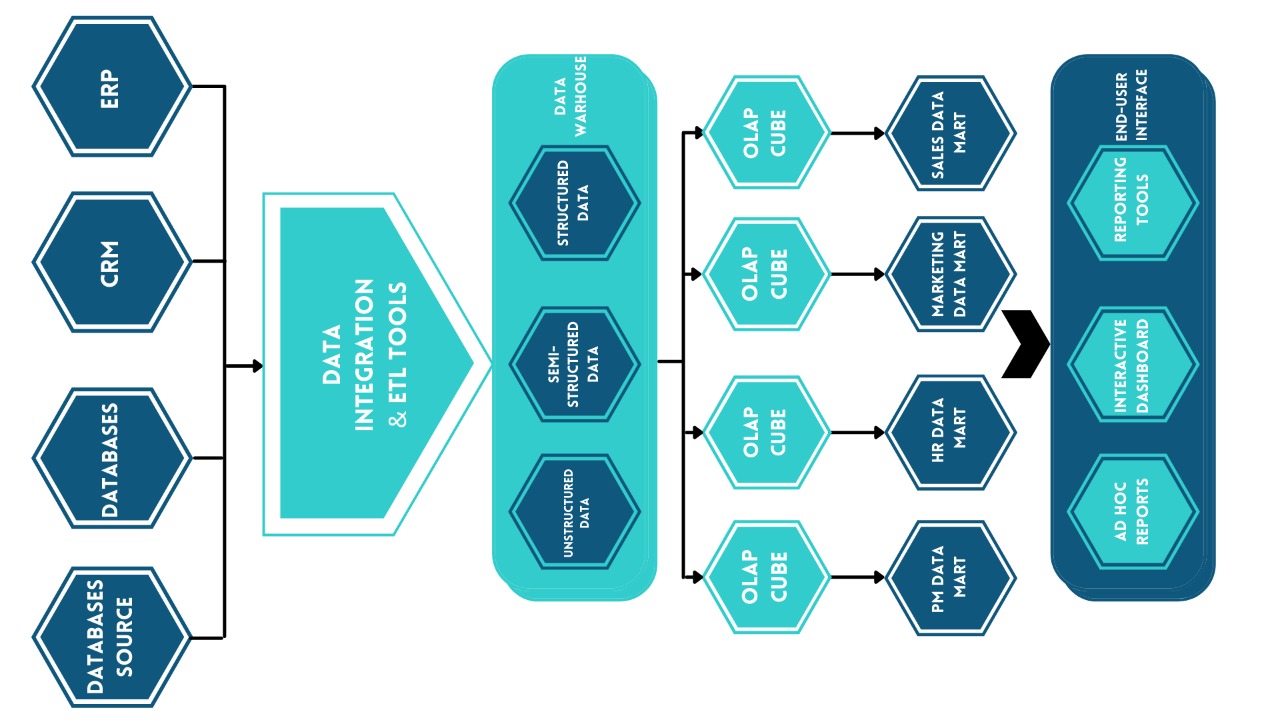 DATABASES
SOURCE
DATABASES
CRM
ERP
DATA
INTEGRATION
& ETL TOOLS
UNSTRUCTURED
DATA
SEMI-
STRUCTURED
DATA
STRUCTURED
DATA
DATA
WARHOUSE
OLAP
CUBE
OLAP
CUBE
OLAP
CUBE
OLAP
CUBE
PM DATA
MART
HR DATA
MART
MARKETING
DATA MART
SALES DATA
MART
AD HOC
REPORTS
INTERACTIVE
DASHBOARD
REPORTING
TOOLS
END-USER
INTERFACE